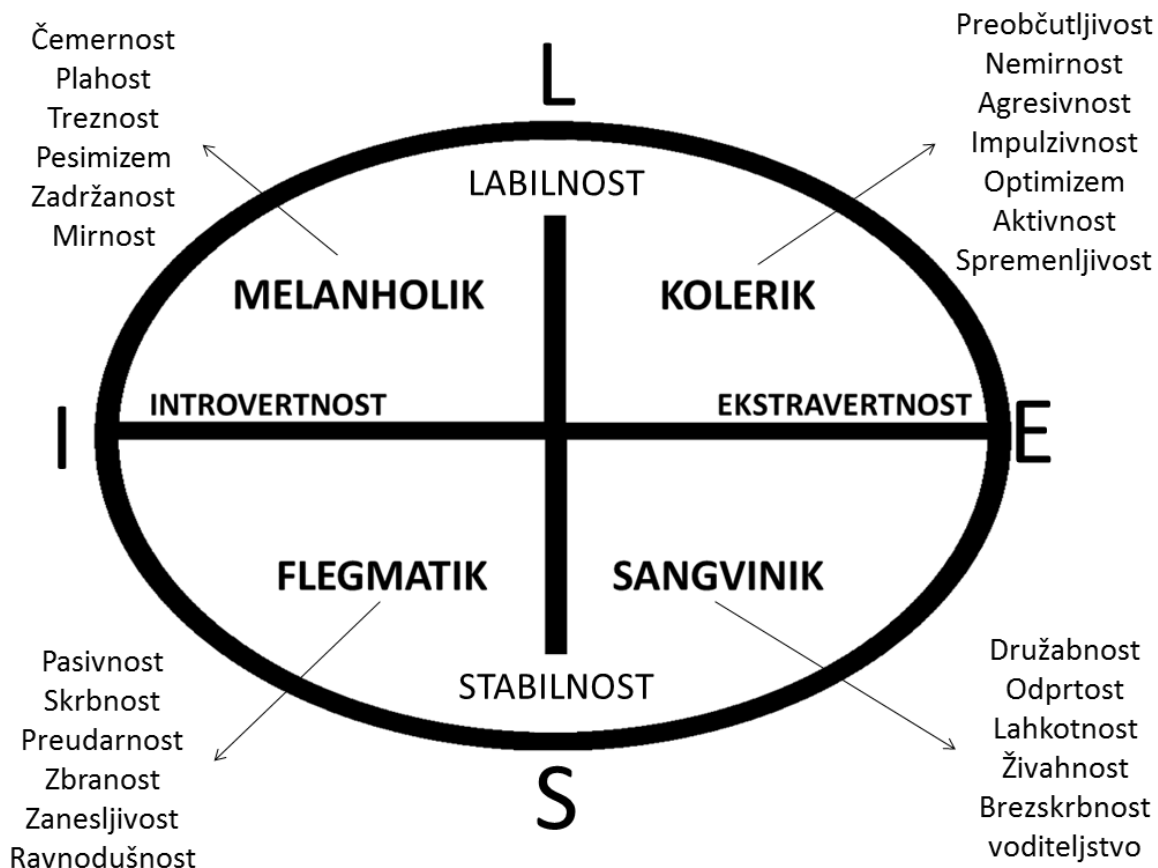 Čemernost
Plahost
Treznost
Pesimizem
Zadržanost
Mirnost
L
Preobčutljivost
Nemirnost
Agresivnost
Impulzivnost
Optimizem
Aktivnost
Spremenljivost
LABILNOST
MELANHOLIK
KOLERIK
I
INTROVERTNOST
EKSTRAVERTNOST
E
FLEGMATIK
SANGVINIK
STABILNOST
S
Pasivnost
Skrbnost
Preudarnost
Zbranost
Zanesljivost
Ravnodušnost
Družabnost
Odprtost
Lahkotnost
Živahnost
Brezskrbnost
voditeljstvo